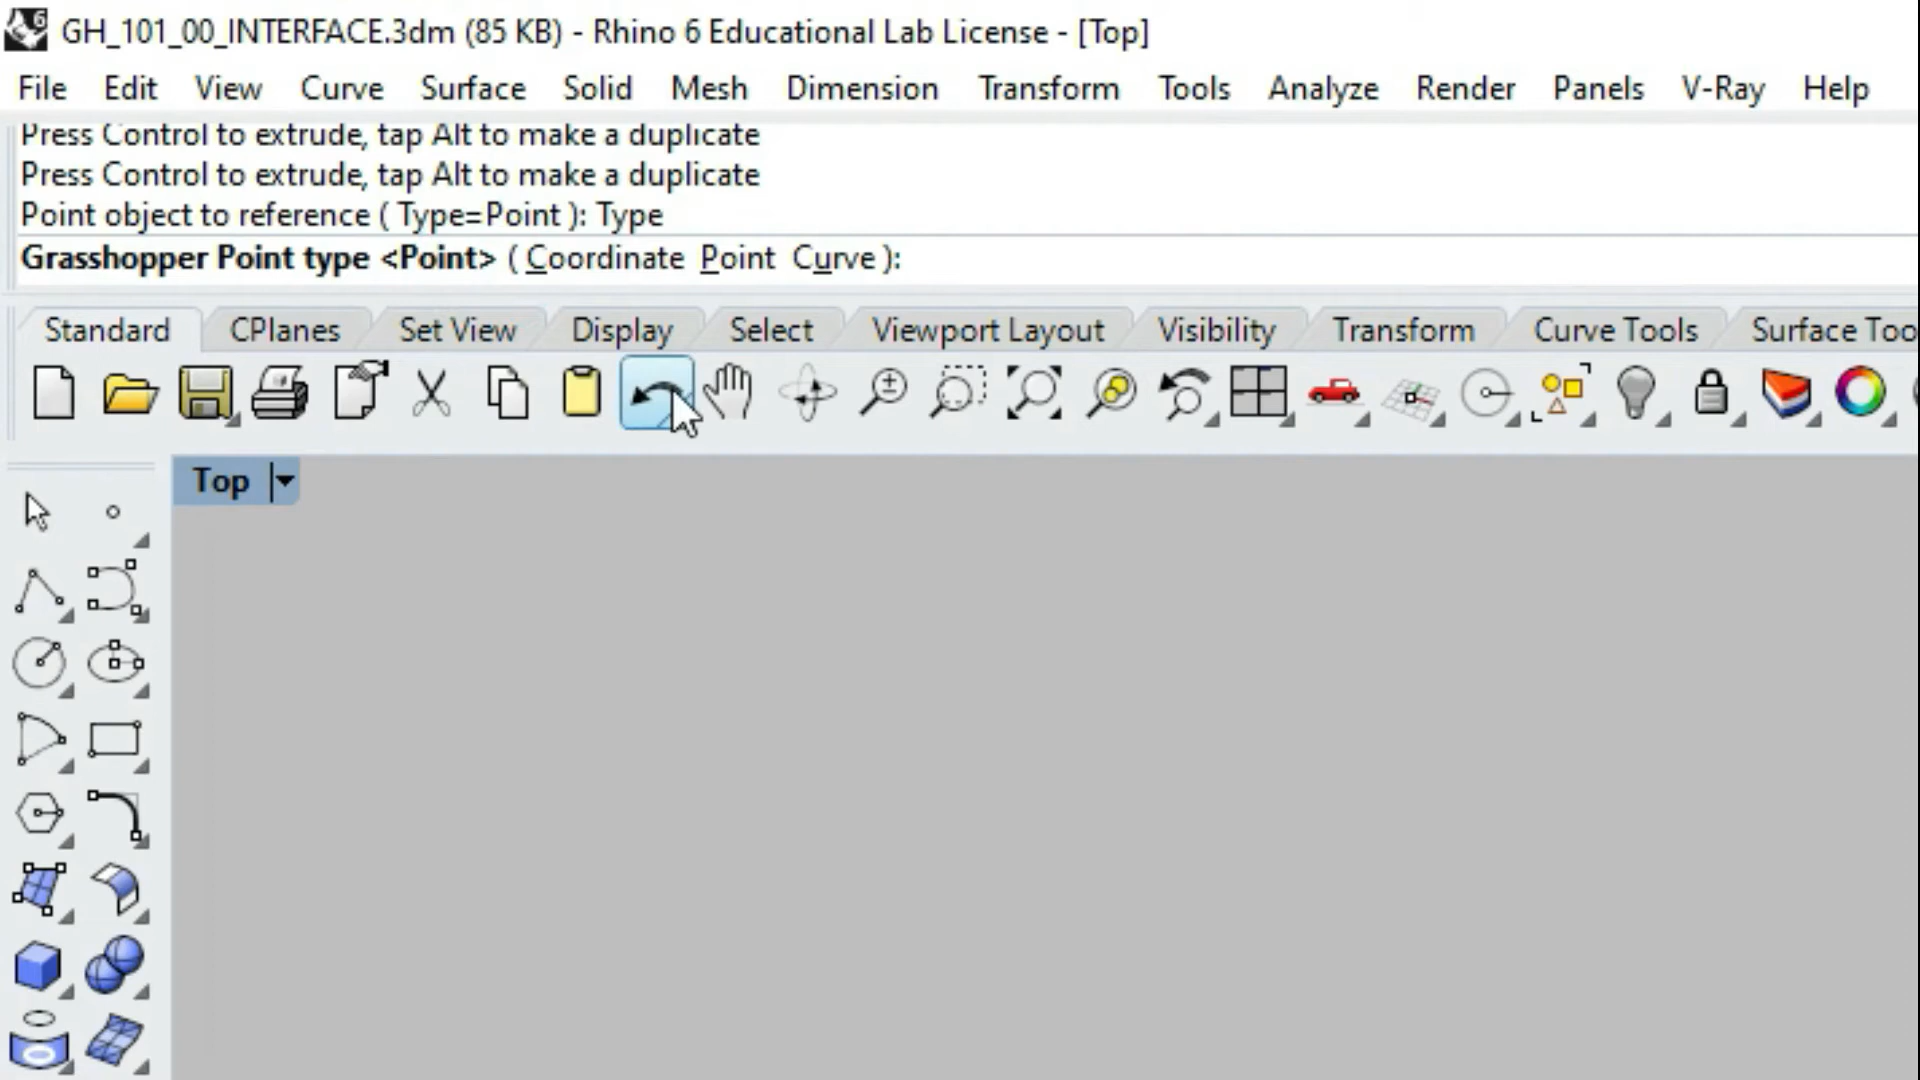 GH_101_00_INTERFACE.3dm (85 KB) - Rhino 6 Educational Lab License - [Top]
File Edit View Curve Surface Solid Mesh Dimension Transform Tools Analyze Render Panels V-Ray Help
Press Control to extrude, tap Alt to make a duplicate
Press Control to extrude, tap Alt to make a duplicate
Point object to reference ( Type=Point ): Type
Grasshopper Point type <Point> ( Coordinate Point Curve ):
Standard CPlanes Set View Display Select Viewport Layout Visibility Transform Curve Tools Surface Too
Top